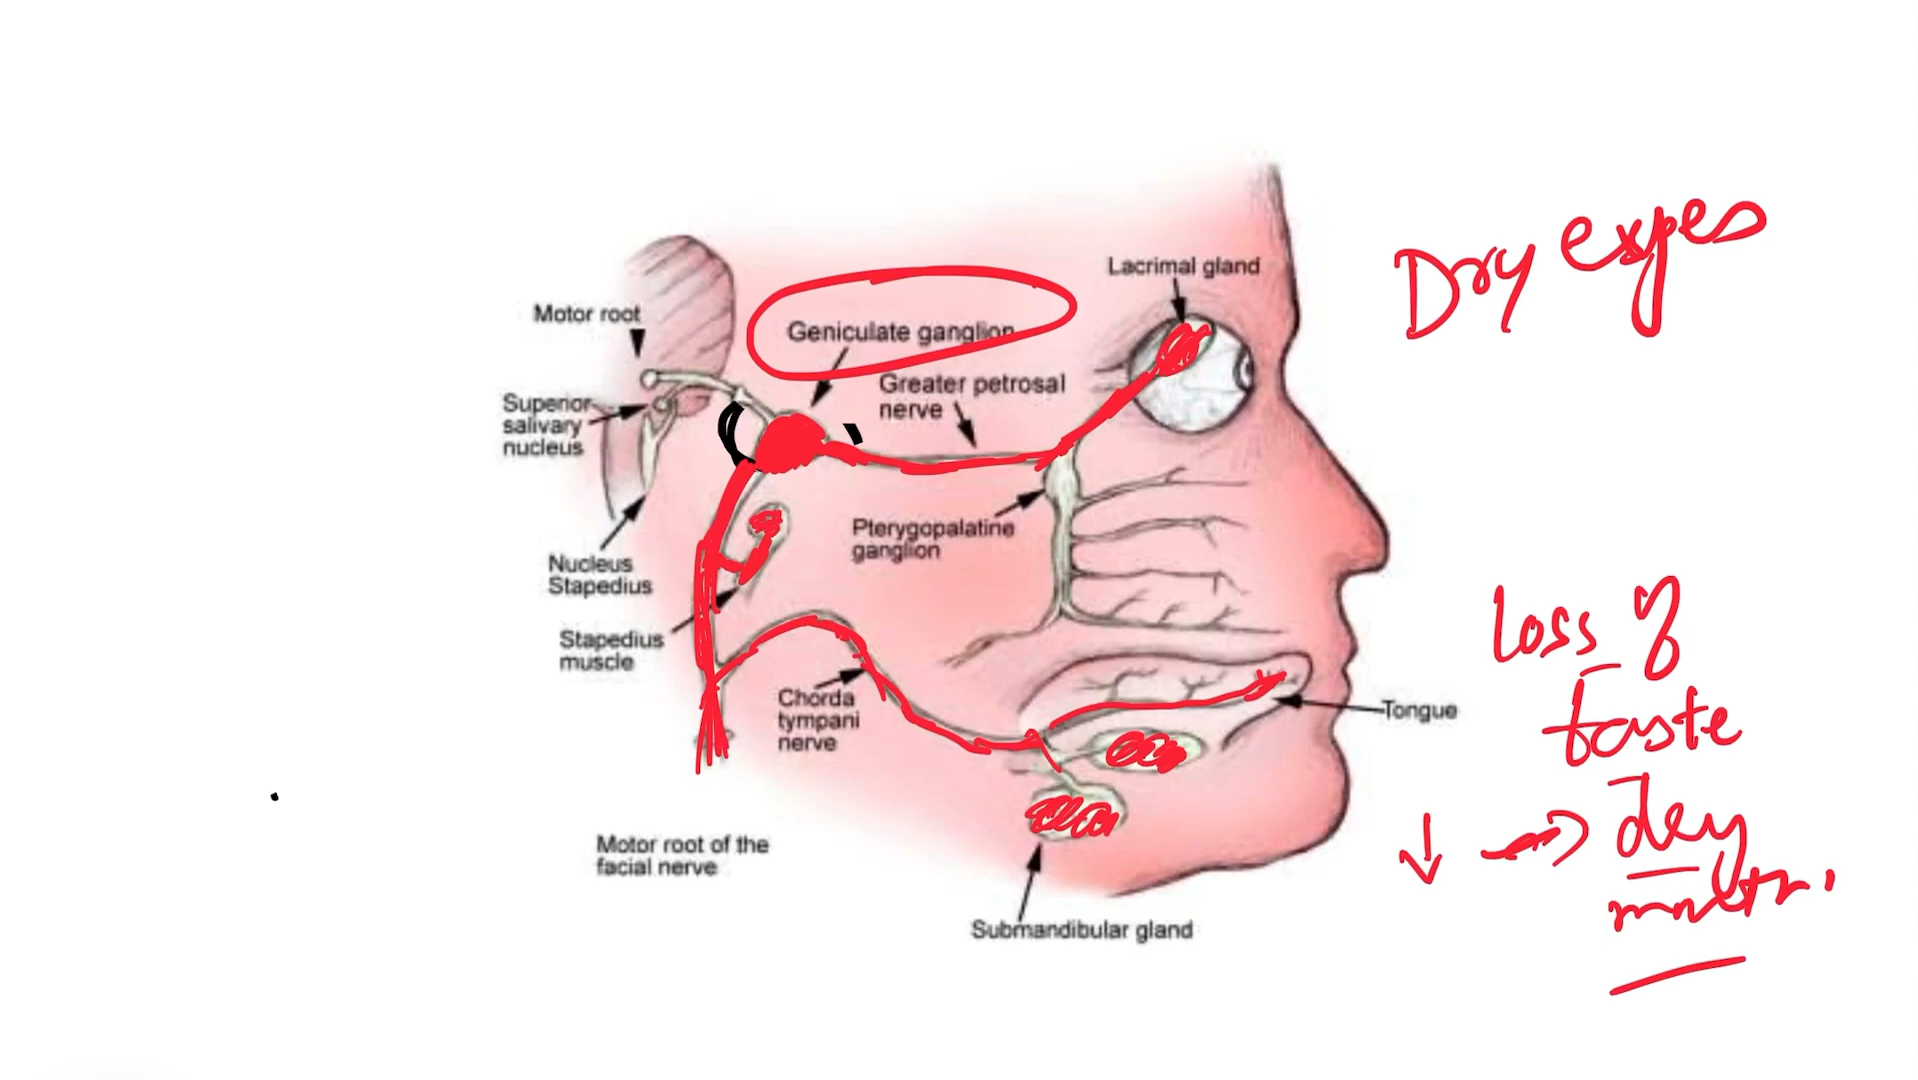 Lacrimal gland
Dry eyes
Motor root
Geniculate ganglion
Greater petrosal
nerve
Superior
salivary
nucleus
Pterygopalatine
ganglion
Nucleus
Stapedius
Stapedius
muscle
Chorda
tympani
nerve
Tongue
Loss of
taste
↓ → dry
mouth.
Motor root of the
facial nerve
Submandibular gland